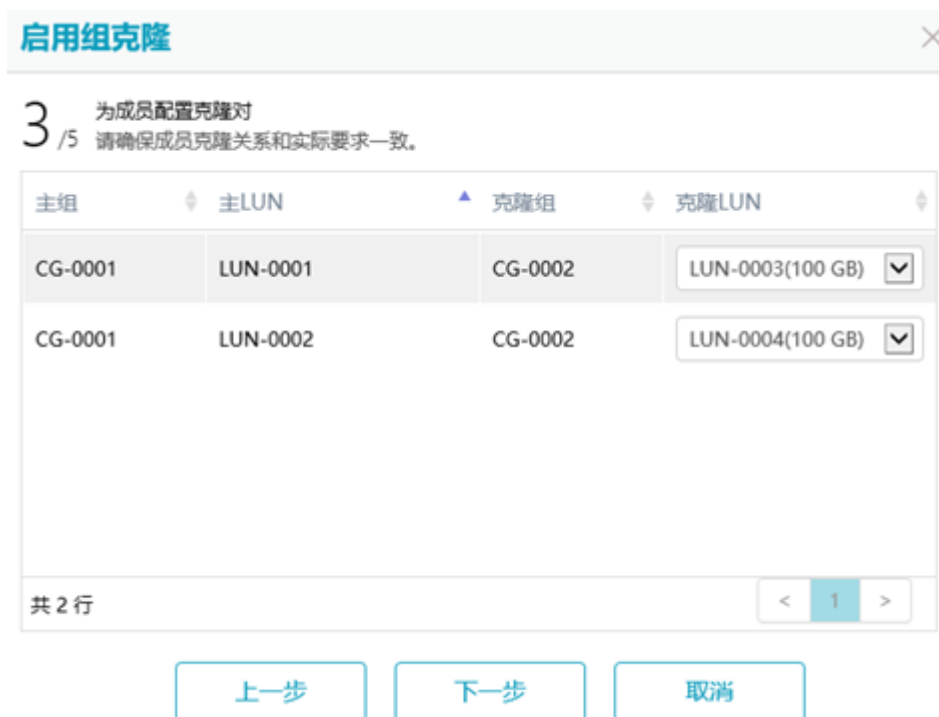 启用组克隆
3 /5 为成员配置克隆对
请确保成员克隆关系和实际要求一致。
主组 主LUN 克隆组 克隆LUN
CG-0001 LUN-0001 CG-0002 LUN-0003(100 GB)
CG-0001 LUN-0002 CG-0002 LUN-0004(100 GB)
共 2 行 < 1 >
上一步 下一步 取消